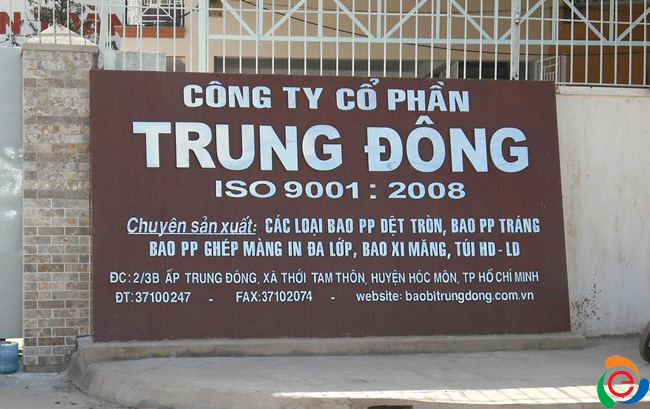 CÔNG TY CỔ PHẦN
TRUNG ĐÔNG
ISO 9001 : 2008
Chuyên sản xuất: CÁC LOẠI BAO PP DỆT TRÒN, BAO PP TRÁNG
BAO PP GHÉP MÀNG IN ĐA LỚP, BAO XI MĂNG, TÚI HD - LD
ĐC: 2/3B ẤP TRUNG ĐÔNG, XÃ THỚI TAM THÔN, HUYỆN HÓC MÔN, TP HỒ CHÍ MINH
ĐT: 37100247 - FAX:37102074 - website: baobitrungdong.com.vn